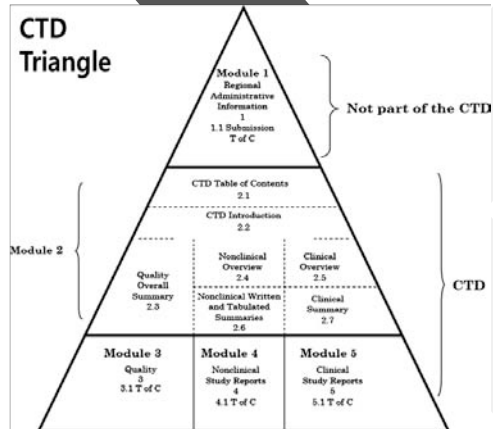 CTD
Triangle
Module 1
Regional
Administrative
Information
1
1.1 Submission
T of C
Not part of the CTD
CTD Table of Contents
2.1
CTD Introduction
2.2
Module 2
CTD
Quality
Overall
Summary
2.3
Nonclinical
Overview
2.4
Clinical
Overview
2.5
Nonclinical Written
and Tabulated
Summaries
2.6
Clinical
Summary
2.7
Module 3
Quality
3
3.1 T of C
Module 4
Nonclinical
Study Reports
4
4.1 T of C
Module 5
Clinical
Study Reports
5
5.1 T of C